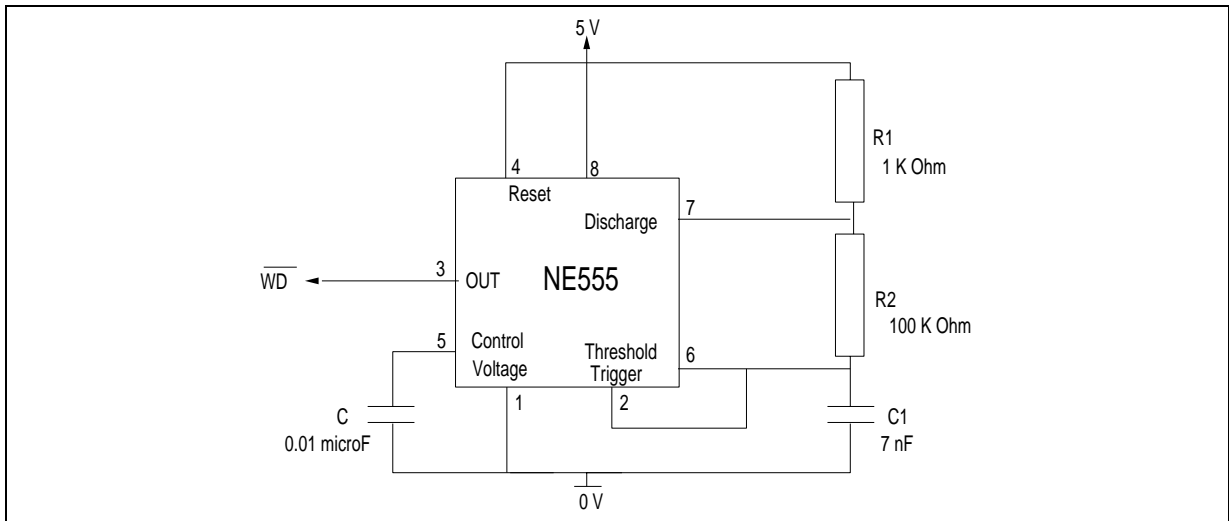 5 V
4
8
Reset
R1
1 K Ohm
Discharge
7
WD
3
OUT
NE555
R2
100 K Ohm
5
Control
Voltage
Threshold
Trigger
6
1
2
C
0.01 microF
C1
7 nF
0 V